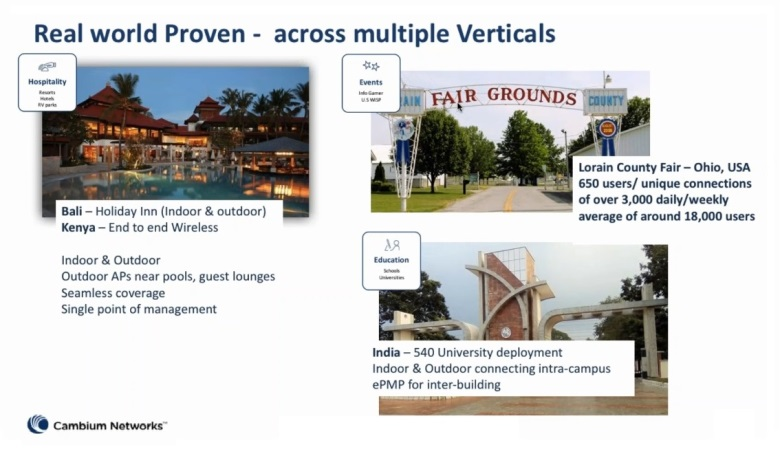 Real world Proven -  across multiple Verticals
Hospitality
Resorts
Hotels
RV parks
Bali – Holiday Inn (Indoor & outdoor)
Kenya – End to end Wireless
Indoor & Outdoor
Outdoor APs near pools, guest lounges
Seamless coverage
Single point of management
Events
Info Gamer
U.S WISP
AIN
FAIR GROUNDS
COUNTY
Lorain County Fair – Ohio, USA
650 users/ unique connections
of over 3,000 daily/weekly
average of around 18,000 users
Education
Schools
Universities
India – 540 University deployment
Indoor & Outdoor connecting intra-campus
ePMP for inter-building
Cambium Networks™